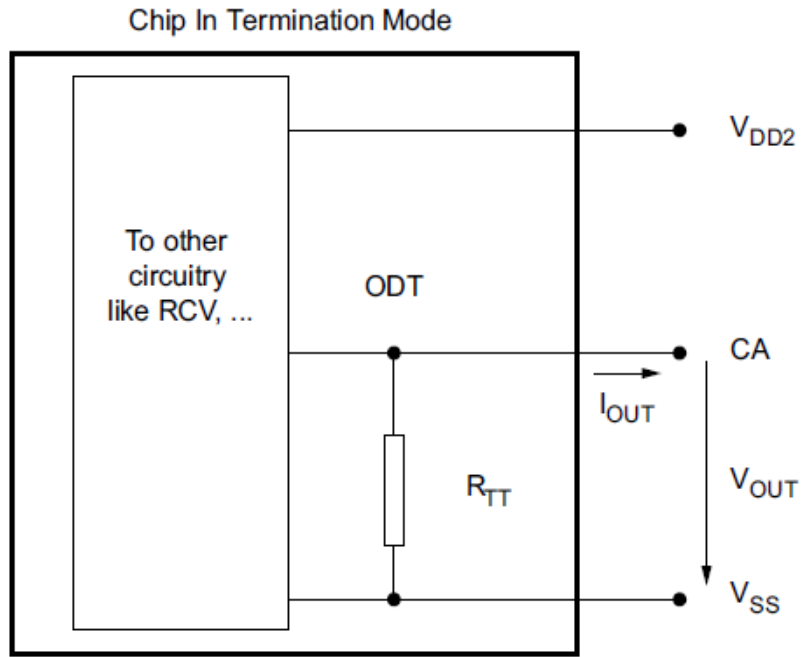 Chip In Termination Mode
V_DD2
To other
circuitry
like RCV, ...
ODT
CA
I_OUT
R_TT
V_OUT
V_SS